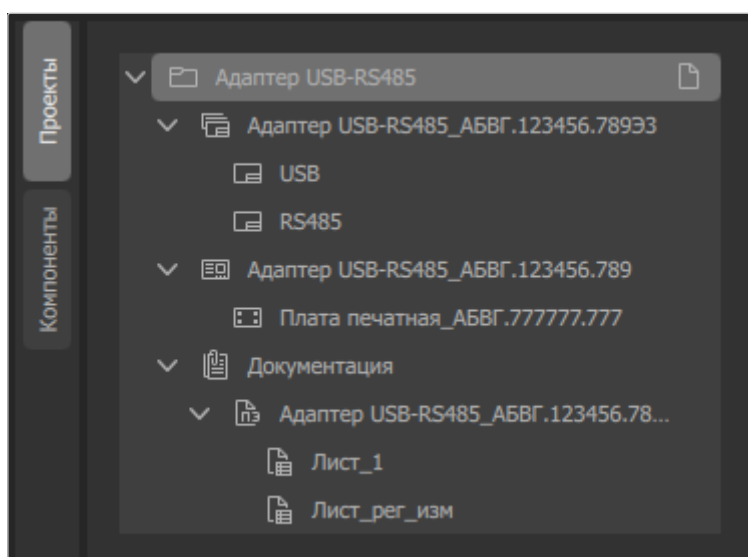 Проекты
Компоненты
Адаптер USB-RS485
Адаптер USB-RS485_АБВГ.123456.789Э3
USB
RS485
Адаптер USB-RS485_АБВГ.123456.789
Плата печатная_АБВГ.777777.777
Документация
ПЭ
Адаптер USB-RS485_АБВГ.123456.78...
Лист_1
Лист_рег_изм